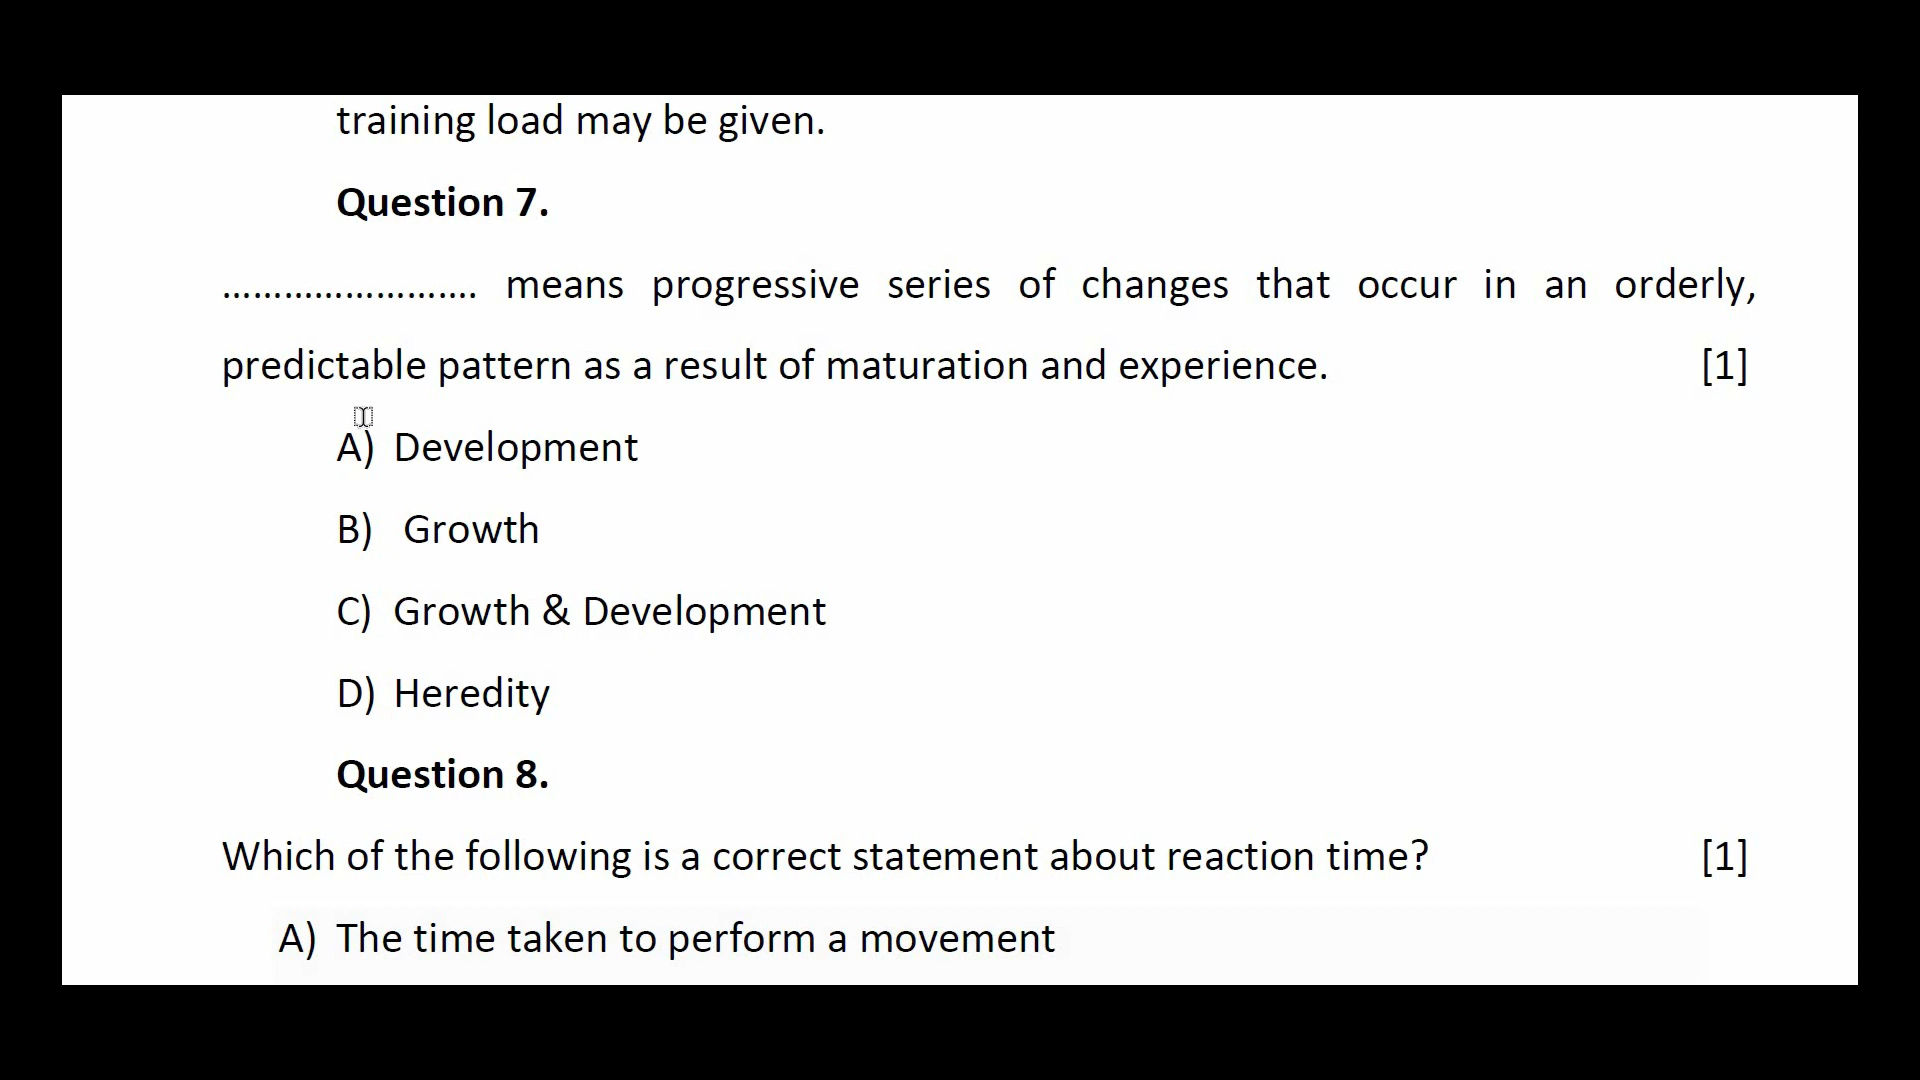 training load may be given.
Question 7.
......................... means progressive series of changes that occur in an orderly,
predictable pattern as a result of maturation and experience. [1]
A) Development
B) Growth
C) Growth & Development
D) Heredity
Question 8.
Which of the following is a correct statement about reaction time? [1]
A) The time taken to perform a movement